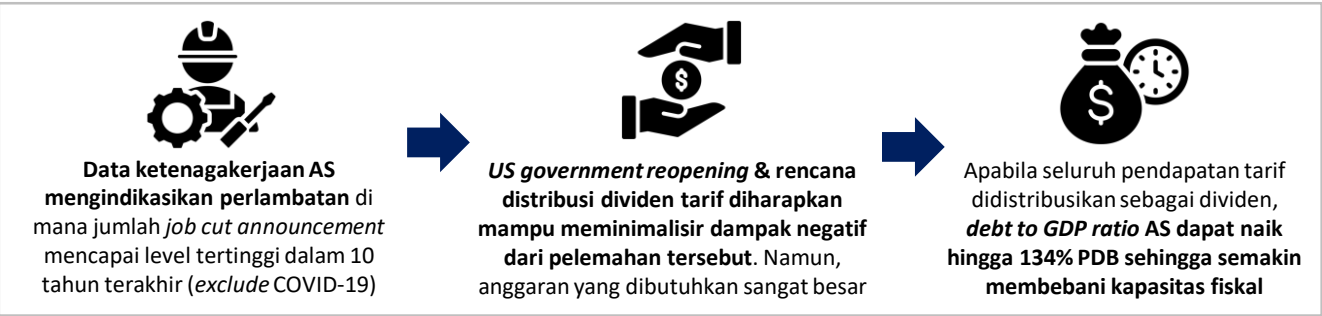 Data ketenagakerjaan AS
mengindikasikan perlambatan di
mana jumlah job cut announcement
mencapai level tertinggi dalam 10
tahun terakhir (exclude COVID-19)
US government reopening & rencana
distribusi dividen tarif diharapkan
mampu meminimalisir dampak negatif
dari pelemahan tersebut. Namun,
anggaran yang dibutuhkan sangat besar
Apabila seluruh pendapatan tarif
didistribusikan sebagai dividen,
debt to GDP ratio AS dapat naik
hingga 134% PDB sehingga semakin
membebani kapasitas fiskal